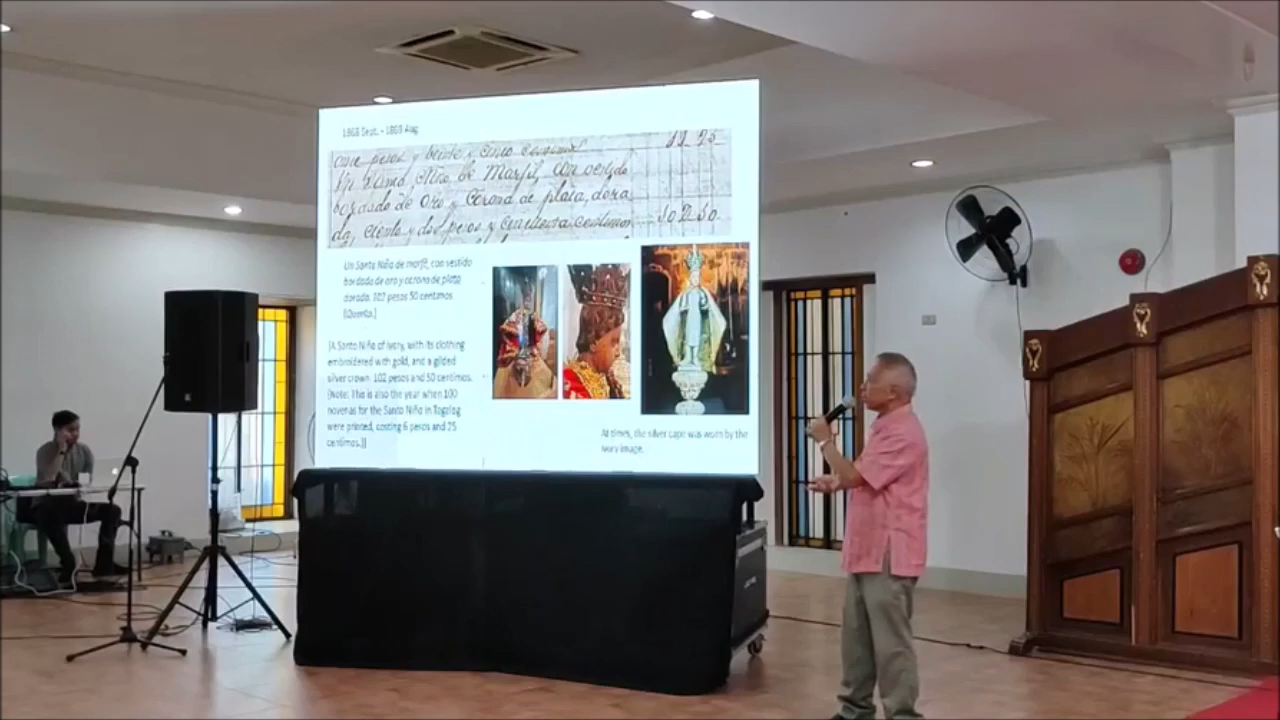 1868 Sept. - 1869 Aug
once pesos y beinte y cinco centimos 11 25
Un Santo Niño de Marfil, con vestido
bordado de oro y Corona de plata, dora
da, ciento y dos pesos y cincuenta centimos 102 50
Un Santo Niño de marfil, con vestido
bordado de oro y corona de plata
dorada. 102 pesos 50 centimos
(A Santo Niño of ivory, with its clothing
embroidered with gold, and a gilded
silver crown. 102 pesos and 50 centimos.
[Note: This is also the year when 100
novenas for the Santo Niño in Tagalog
were printed, costing 6 pesos and 25
centimos.])
At times, the silver cape was worn by the
ivory image.